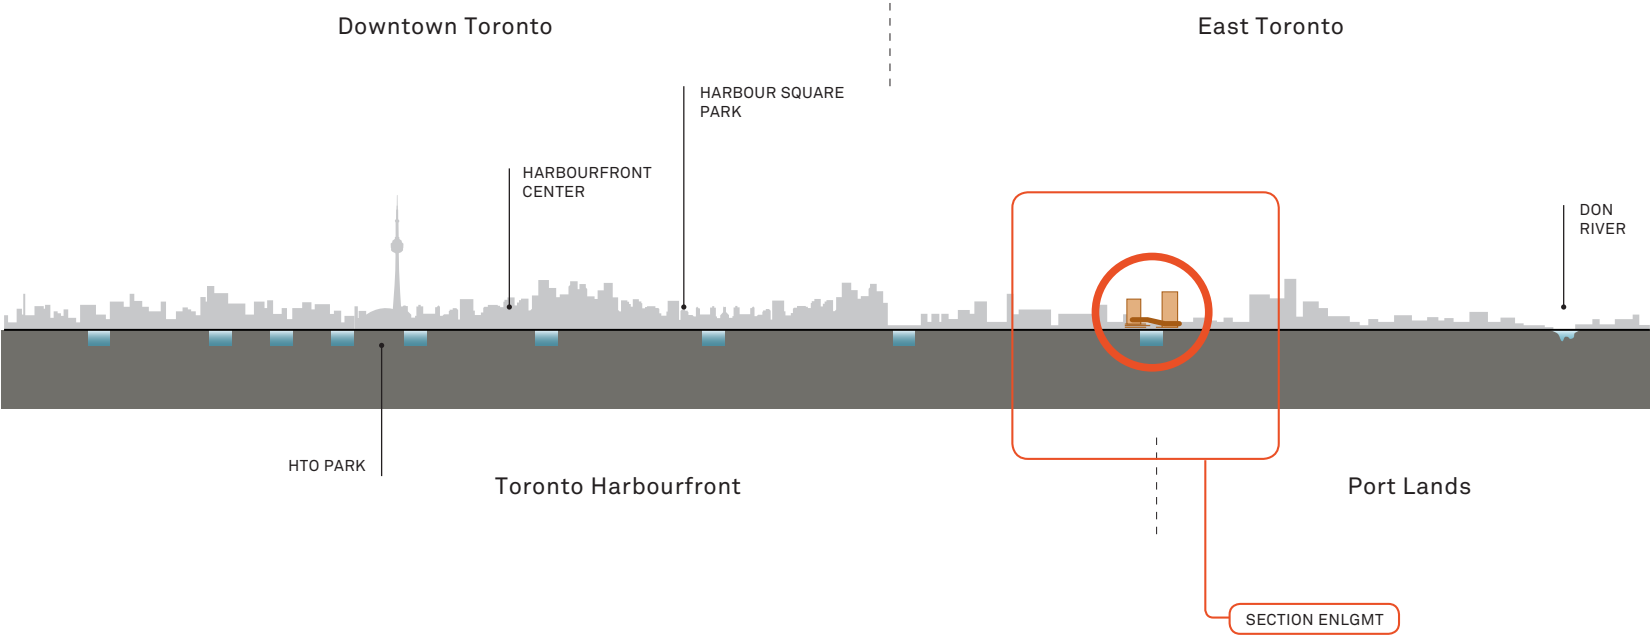 Downtown Toronto
East Toronto
HARBOUR SQUARE
PARK
HARBOURFRONT
CENTER
DON
RIVER
HTO PARK
Toronto Harbourfront
Port Lands
SECTION ENLGMT